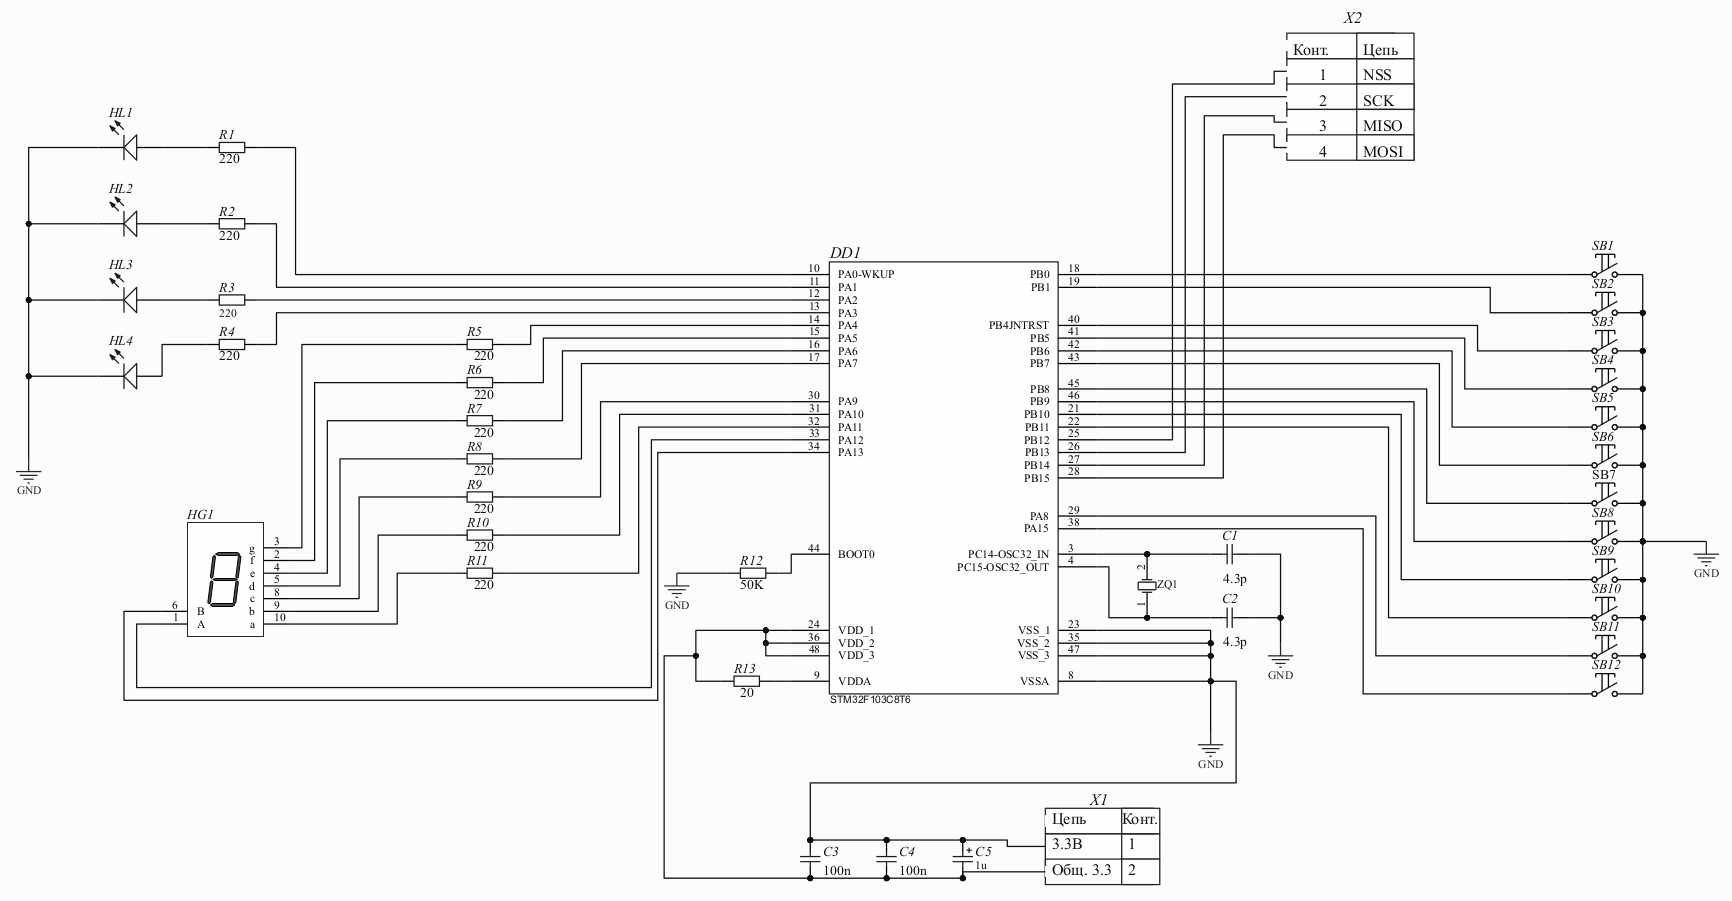 X2
Конт. Цепь
1 NSS
2 SCK
3 MISO
4 MOSI
HL1
R1
220
HL2
R2
220
HL3
R3
220
HL4
R4
220
GND
R5
220
R6
220
R7
220
R8
220
R9
220
R10
220
R11
220
HG1
g 3
f 2
e 4
d 5
c 8
b 9
a 10
6 B
1 A
DD1
10 PA0-WKUP
11 PA1
12 PA2
13 PA3
14 PA4
15 PA5
16 PA6
17 PA7
30 PA9
31 PA10
32 PA11
33 PA12
34 PA13
44 BOOT0
24 VDD_1
36 VDD_2
48 VDD_3
9 VDDA
PB0 18
PB1 19
PB4JNTRST 40
PB5 41
PB6 42
PB7 43
PB8 45
PB9 46
PB10 21
PB11 22
PB12 25
PB13 26
PB14 27
PB15 28
PA8 29
PA15 38
PC14-OSC32_IN 3
PC15-OSC32_OUT 4
VSS_1 23
VSS_2 35
VSS_3 47
VSSA 8
STM32F103C8T6
R12
50K
GND
R13
20
C1
4.3p
2
ZQ1
1
C2
4.3p
GND
GND
SB1
SB2
SB3
SB4
SB5
SB6
SB7
SB8
SB9
SB10
SB11
SB12
GND
C3
100n
C4
100n
+ C5
1u
X1
Цепь Конт.
3.3В 1
Общ. 3.3 2